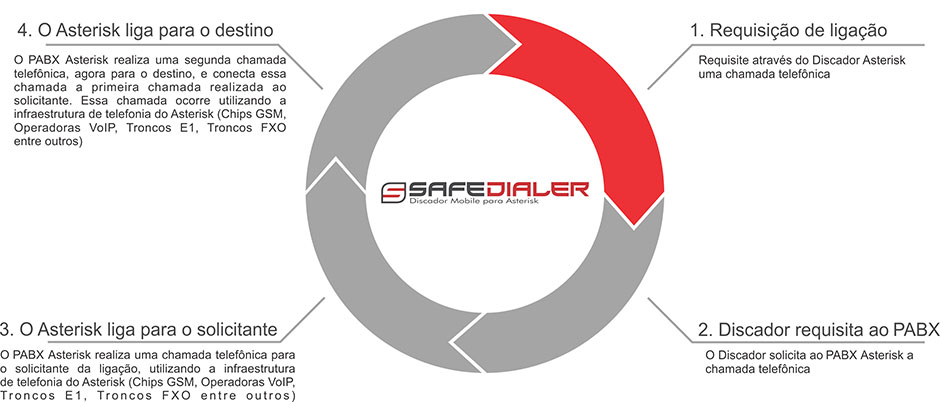 4. O Asterisk liga para o destino
O PABX Asterisk realiza uma segunda chamada
telefônica, agora para o destino, e conecta essa
chamada a primeira chamada realizada ao
solicitante. Essa chamada ocorre utilizando a
infraestrutura de telefonia do Asterisk (Chips GSM,
Operadoras VoIP, Troncos E1, Troncos FXO
entre outros)
1. Requisição de ligação
Requisite através do Discador Asterisk
uma chamada telefônica
SAFEDIALER
Discador Mobile para Asterisk
3. O Asterisk liga para o solicitante
O PABX Asterisk realiza uma chamada telefônica para
o solicitante da ligação, utilizando a infraestrutura
de telefonia do Asterisk (Chips GSM, Operadoras VoIP,
Troncos E1, Troncos FXO entre outros)
2. Discador requisita ao PABX
O Discador solicita ao PABX Asterisk a
chamada telefônica